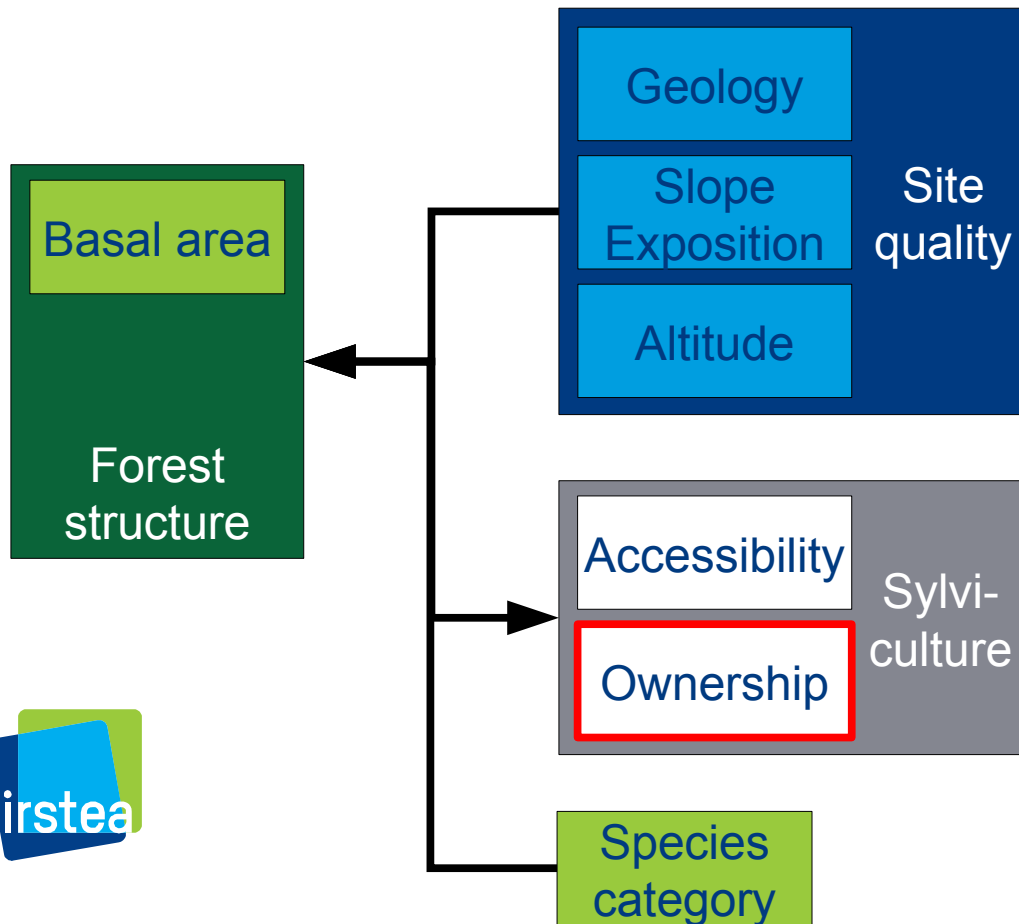 Geology
Slope
Exposition
Altitude
Site
quality
Basal area
Forest
structure
Accessibility
Ownership
Sylvi-
culture
irstea
Species
category